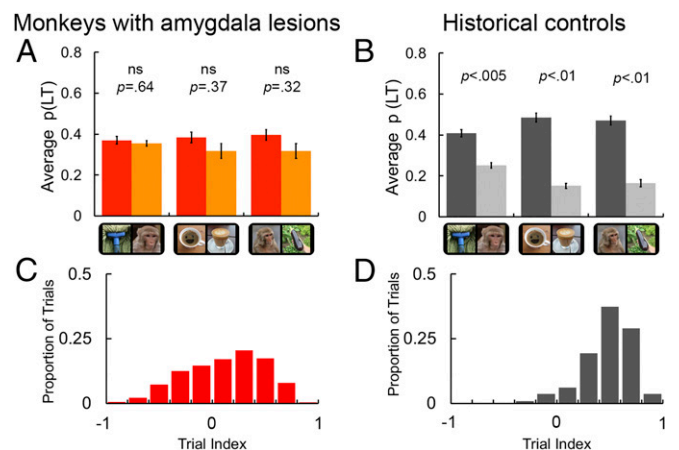 Monkeys with amygdala lesions
Historical controls
A
0.8
0.6
0.4
0.2
0
Average p(LT)
ns
p=.64
ns
p=.37
ns
p=.32
B
0.8
0.6
0.4
0.2
0
Average p (LT)
p<.005
p<.01
p<.01
C
0.5
0.25
0
Proportion of Trials
-1
0
1
Trial Index
D
0.5
0.25
0
Proportion of Trials
-1
0
1
Trial Index